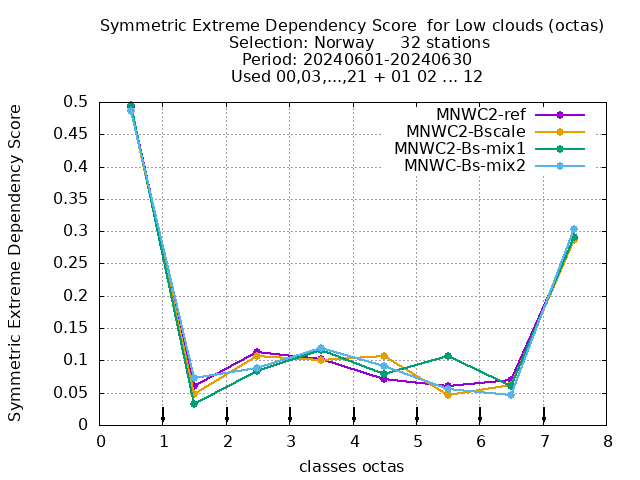 Symmetric Extreme Dependency Score  for Low clouds (octas)
Selection: Norway     32 stations
Period: 20240601-20240630
Used 00,03,...,21 + 01 02 ... 12
MNWC2-ref
MNWC2-Bscale
MNWC2-Bs-mix1
MNWC-Bs-mix2
Symmetric Extreme Dependency Score
0.5
0.45
0.4
0.35
0.3
0.25
0.2
0.15
0.1
0.05
0
0 1 2 3 4 5 6 7 8
classes octas